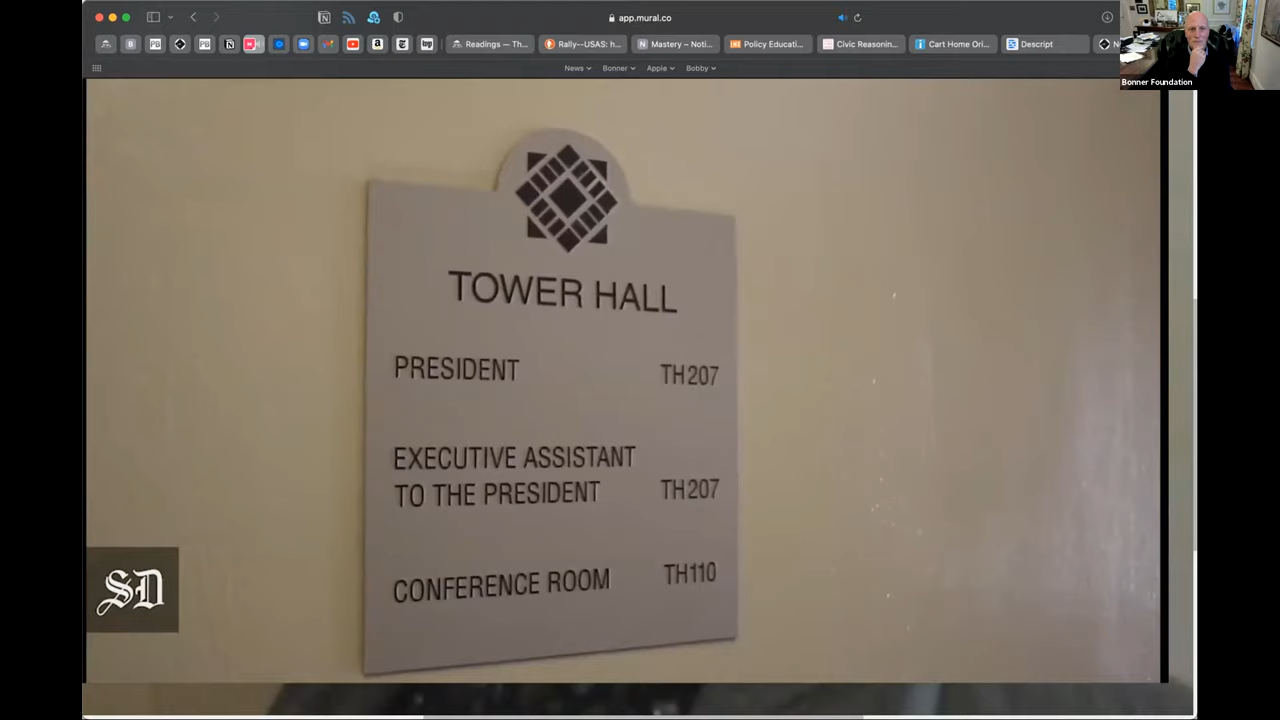 app.mural.co
Readings — Th...
Rally--USAS: h...
Mastery – Noti...
Policy Educati...
Civic Reasonin...
Cart Home Ori...
Descript
News
Bonner
Apple
Bobby
Bonner Foundation
TOWER HALL
PRESIDENT TH207
EXECUTIVE ASSISTANT
TO THE PRESIDENT TH207
CONFERENCE ROOM TH110
SD